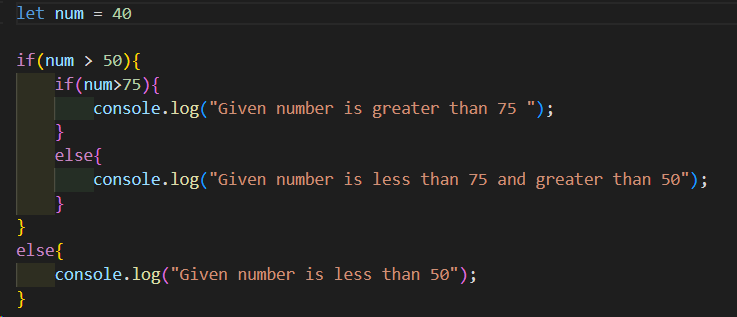 let num = 40
if(num > 50){
if(num>75){
console.log("Given number is greater than 75 ");
}
else{
console.log("Given number is less than 75 and greater than 50");
}
}
else{
console.log("Given number is less than 50");
}